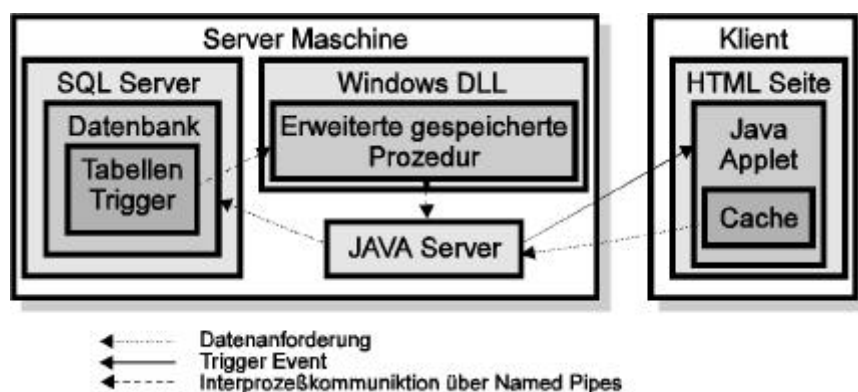 Server Maschine
SQL Server
Datenbank
Tabellen
Trigger
Windows DLL
Erweiterte gespeicherte
Prozedur
JAVA Server
Klient
HTML Seite
Java
Applet
Cache
Datenanforderung
Trigger Event
Interprozeßkommuniktion über Named Pipes